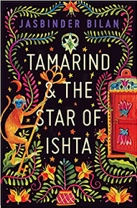 JASBINDER BILAN
TAMARIND
& THE
STAR OF
ISHTA